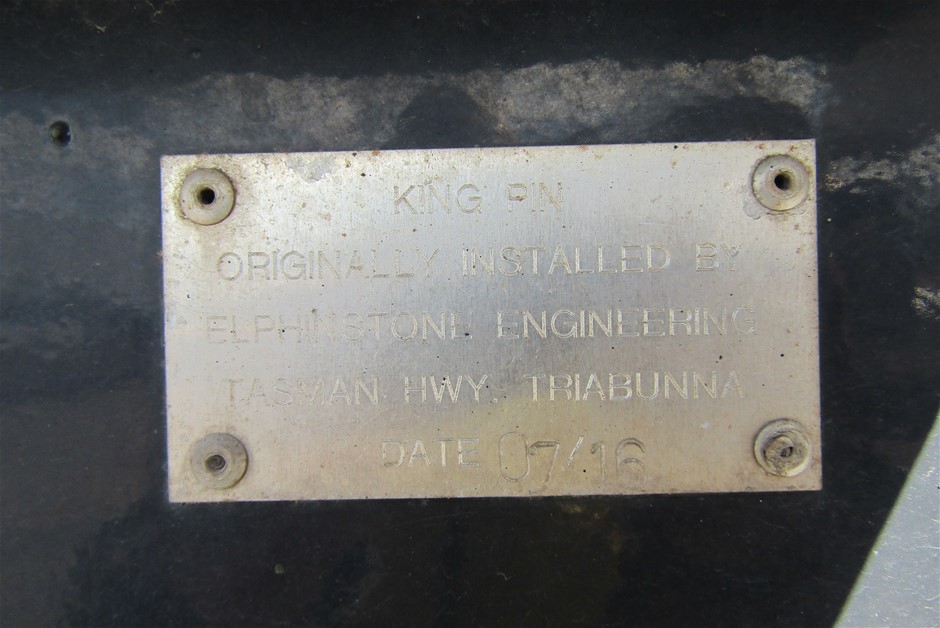 KING PIN
ORIGINALLY INSTALLED BY
ELPHINSTONE ENGINEERING
TASMAN HWY. TRIABUNNA
DATE 07/16